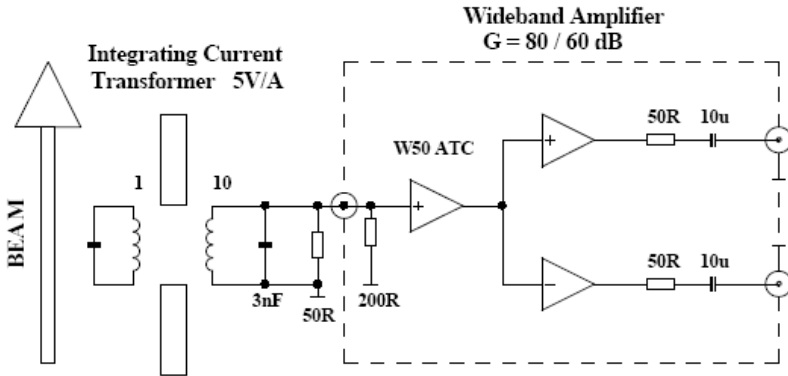 Wideband Amplifier
G = 80 / 60 dB
Integrating Current
Transformer 5V/A
BEAM
1
10
3nF
50R
200R
W50 ATC
+
+
50R
10u
−
50R
10u